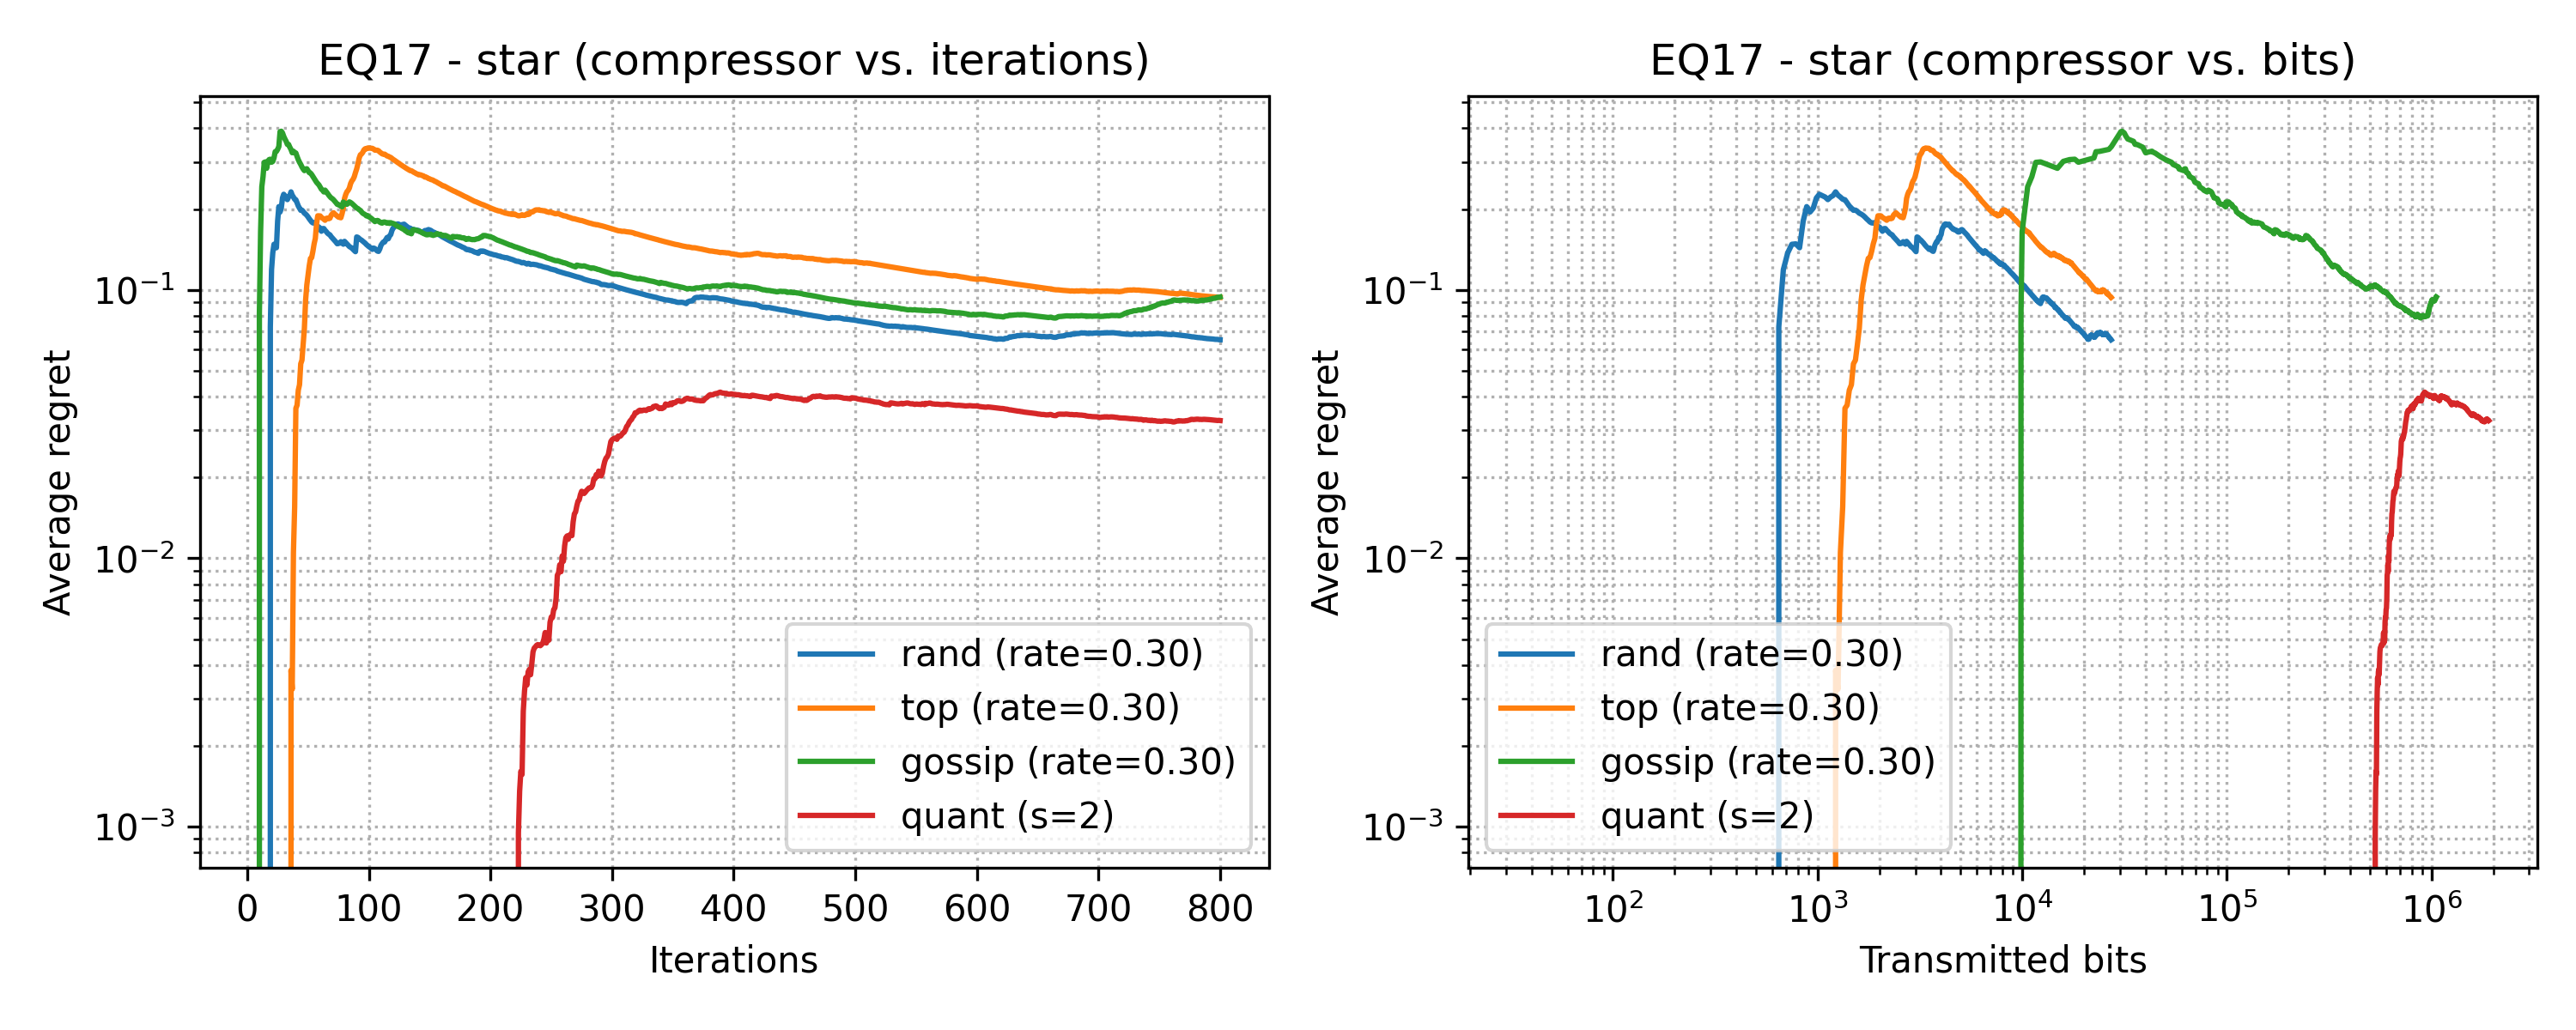 EQ17 - star (compressor vs. iterations)
Average regret
10⁻¹
10⁻²
10⁻³
rand (rate=0.30)
top (rate=0.30)
gossip (rate=0.30)
quant (s=2)
0 100 200 300 400 500 600 700 800
Iterations
EQ17 - star (compressor vs. bits)
Average regret
10⁻¹
10⁻²
10⁻³
rand (rate=0.30)
top (rate=0.30)
gossip (rate=0.30)
quant (s=2)
10² 10³ 10⁴ 10⁵ 10⁶
Transmitted bits